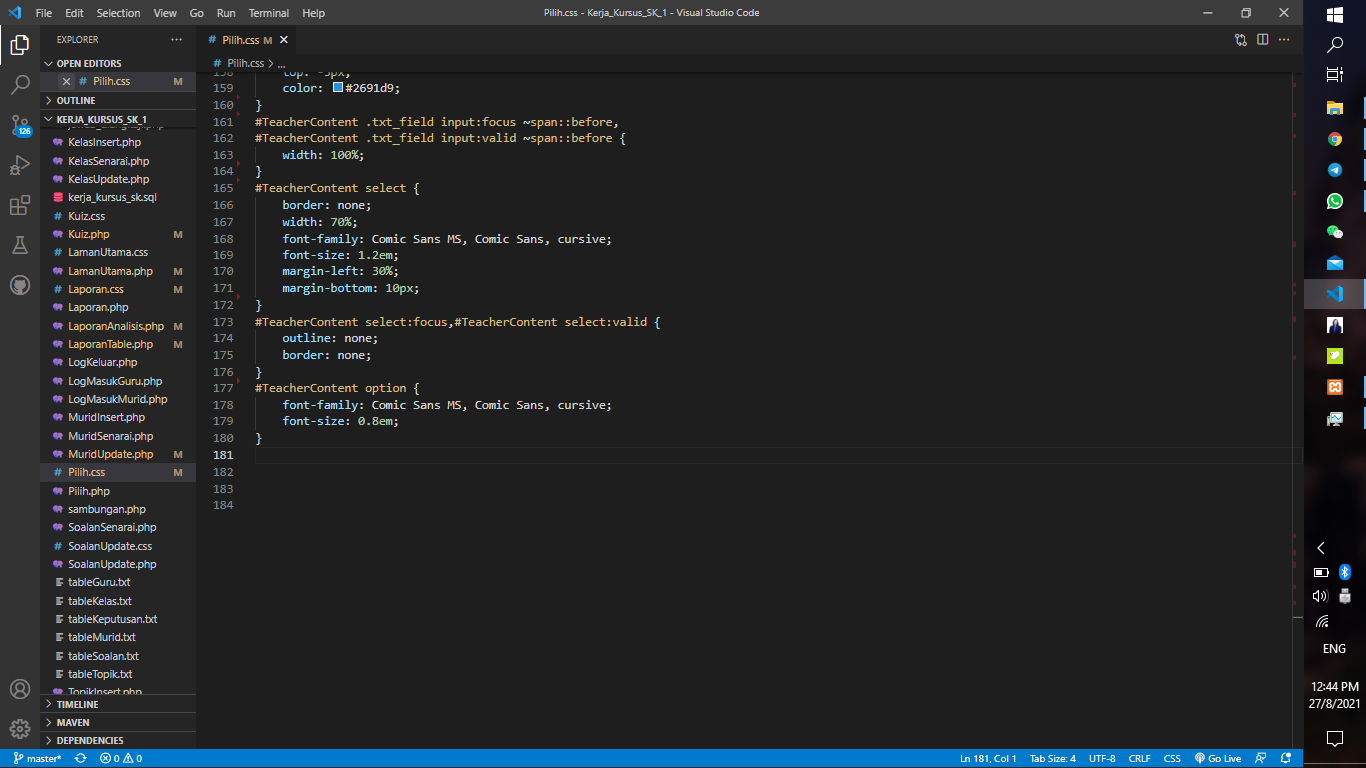 File Edit Selection View Go Run Terminal Help
Pilih.css - Kerja_Kursus_SK_1 - Visual Studio Code
EXPLORER
OPEN EDITORS
Pilih.css M
OUTLINE
KERJA_KURSUS_SK_1
KelasInsert.php
KelasSenarai.php
KelasUpdate.php
kerja_kursus_sk.sql
# Kuiz.css
Kuiz.php M
# LamanUtama.css
LamanUtama.php M
# Laporan.css M
Laporan.php
LaporanAnalisis.php M
LaporanTable.php M
LogKeluar.php
LogMasukGuru.php
LogMasukMurid.php
MuridInsert.php
MuridSenarai.php
MuridUpdate.php M
# Pilih.css M
Pilih.php
sambungan.php
SoalanSenarai.php
# SoalanUpdate.css
SoalanUpdate.php
tableGuru.txt
tableKelas.txt
tableKeputusan.txt
tableMurid.txt
tableSoalan.txt
tableTopik.txt
TopikInsert.php
TIMELINE
MAVEN
DEPENDENCIES
126
# Pilih.css M
# Pilih.css > ...
158 top: -5px;
159 color: #2691d9;
160 }
161 #TeacherContent .txt_field input:focus ~span::before,
162 #TeacherContent .txt_field input:valid ~span::before {
163 width: 100%;
164 }
165 #TeacherContent select {
166 border: none;
167 width: 70%;
168 font-family: Comic Sans MS, Comic Sans, cursive;
169 font-size: 1.2em;
170 margin-left: 30%;
171 margin-bottom: 10px;
172 }
173 #TeacherContent select:focus,#TeacherContent select:valid {
174 outline: none;
175 border: none;
176 }
177 #TeacherContent option {
178 font-family: Comic Sans MS, Comic Sans, cursive;
179 font-size: 0.8em;
180 }
181
182
183
184
master* 0 0
Ln 181, Col 1 Tab Size: 4 UTF-8 CRLF CSS Go Live
ENG
12:44 PM
27/8/2021